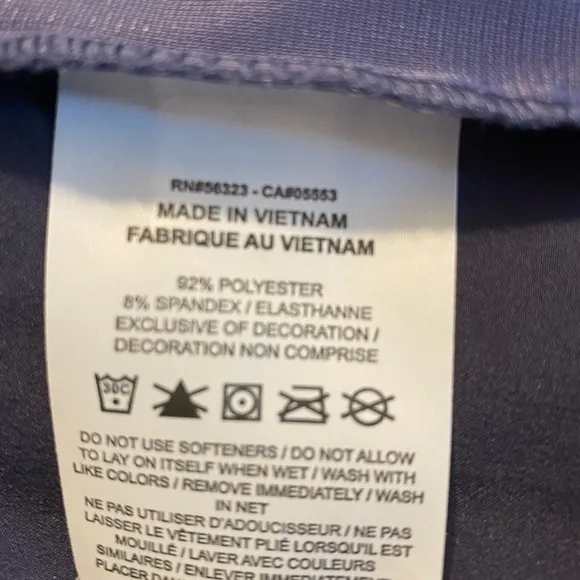 RN#56323 - CA#05553
MADE IN VIETNAM
FABRIQUE AU VIETNAM
92% POLYESTER
8% SPANDEX / ELASTHANNE
EXCLUSIVE OF DECORATION /
DECORATION NON COMPRISE
30C
DO NOT USE SOFTENERS / DO NOT ALLOW
TO LAY ON ITSELF WHEN WET / WASH WITH
LIKE COLORS / REMOVE IMMEDIATELY / WASH
IN NET
NE PAS UTILISER D'ADOUCISSEUR / NE PAS
LAISSER LE VÊTEMENT PLIÉ LORSQU'IL EST
MOUILLÉ / LAVER AVEC COULEURS
SIMILAIRES / ENLEVER IMMÉDIATEMENT /
PLACER